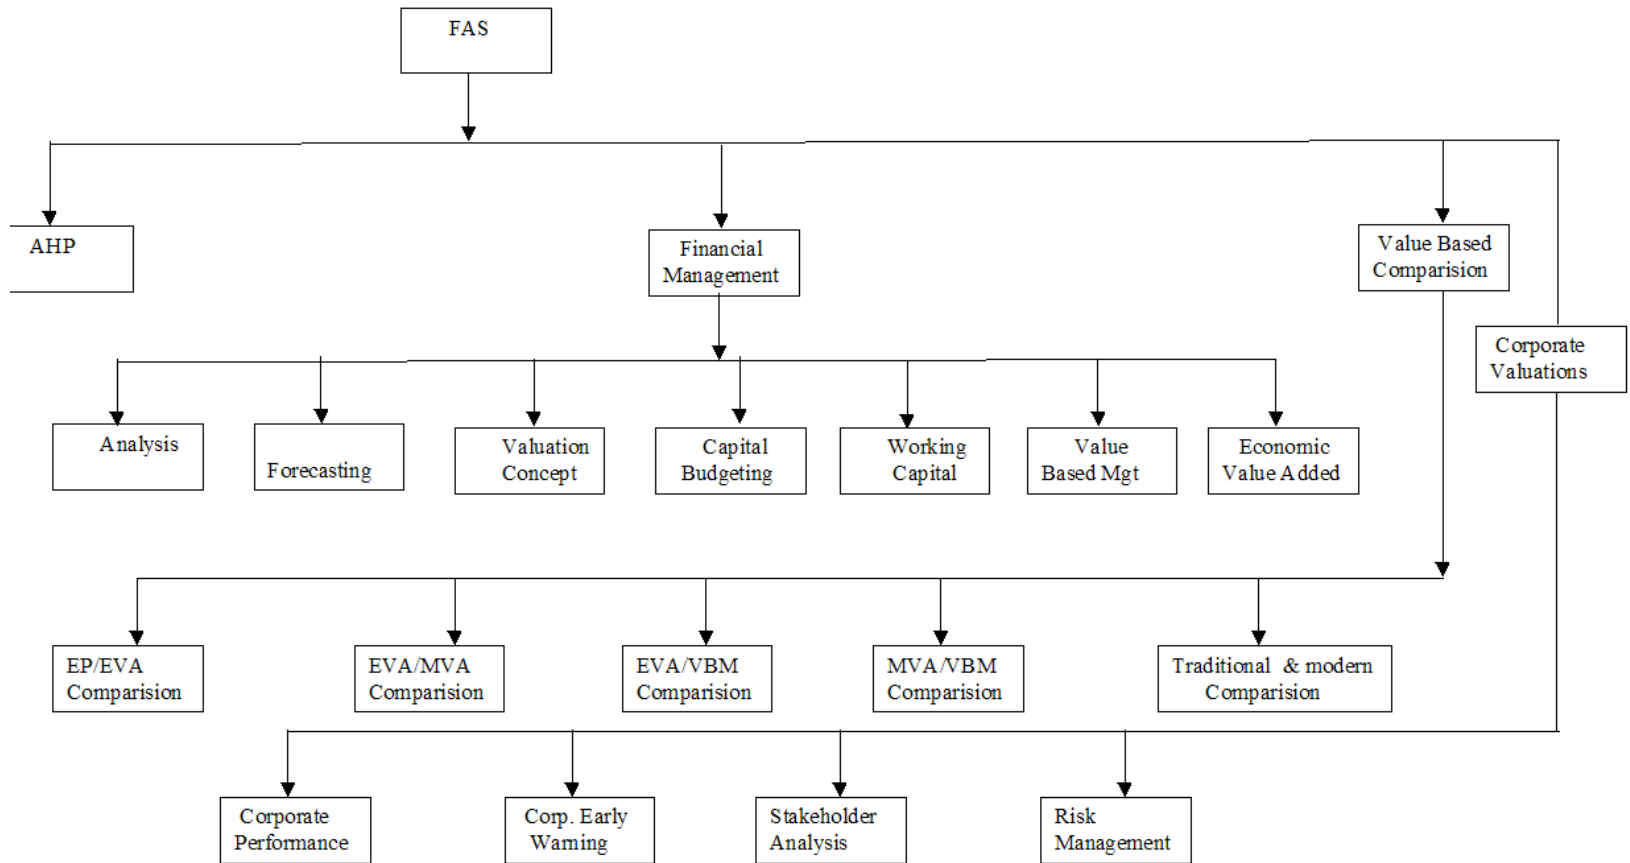 FAS
AHP
Financial
Management
Value Based
Comparision
Corporate
Valuations
Analysis
Forecasting
Valuation
Concept
Capital
Budgeting
Working
Capital
Value
Based Mgt
Economic
Value Added
EP/EVA
Comparision
EVA/MVA
Comparision
EVA/VBM
Comparision
MVA/VBM
Comparision
Traditional & modern
Comparision
Corporate
Performance
Corp. Early
Warning
Stakeholder
Analysis
Risk
Management